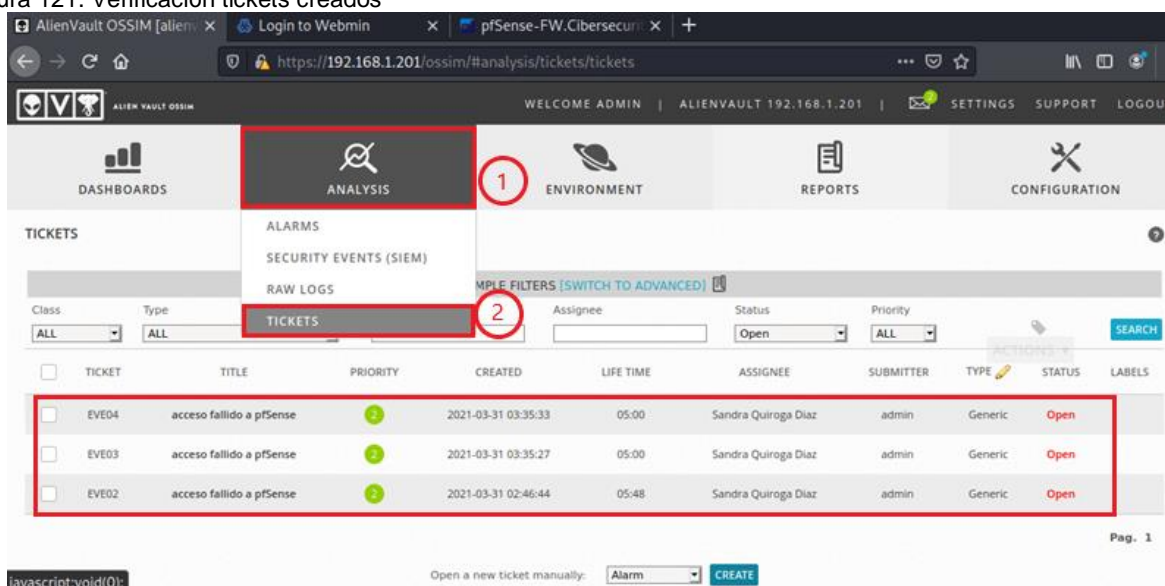 121. Verificación tickets creados
AlienVault OSSIM [alien
Login to Webmin
pfSense-FW.Cibersecuri
https://192.168.1.201/ossim/#analysis/tickets/tickets
ALIEN VAULT OSSIM
WELCOME ADMIN | ALIENVAULT 192.168.1.201 | SETTINGS SUPPORT LOGOU
DASHBOARDS ANALYSIS ENVIRONMENT REPORTS CONFIGURATION
1
TICKETS
ALARMS
SECURITY EVENTS (SIEM)
RAW LOGS
TICKETS
2
FILTERS [SWITCH TO ADVANCED]
Class Type Assignee Status Priority
ALL ALL Open ALL SEARCH
ACTIONS
TICKET TITLE PRIORITY CREATED LIFE TIME ASSIGNEE SUBMITTER TYPE STATUS LABELS
EVE04 acceso fallido a pfSense 2 2021-03-31 03:35:33 05:00 Sandra Quiroga Diaz admin Generic Open
EVE03 acceso fallido a pfSense 2 2021-03-31 03:35:27 05:00 Sandra Quiroga Diaz admin Generic Open
EVE02 acceso fallido a pfSense 2 2021-03-31 02:46:44 05:48 Sandra Quiroga Diaz admin Generic Open
Pag. 1
Open a new ticket manually: Alarm CREATE
javascript:void(0);